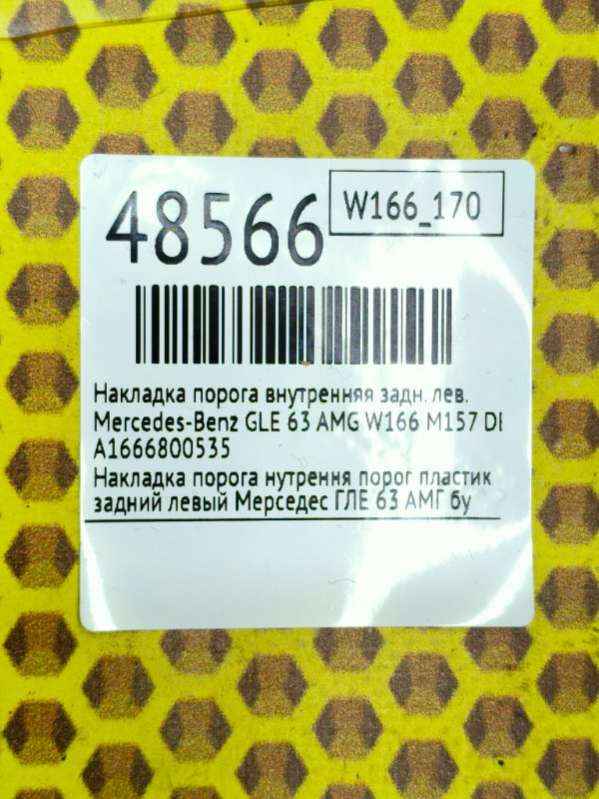 48566
W166_170
Накладка порога внутренняя задн. лев.
Mercedes-Benz GLE 63 AMG W166 M157 DE
A1666800535
Накладка порога нутрення порог пластик
задний левый Мерседес ГЛЕ 63 АМГ бу